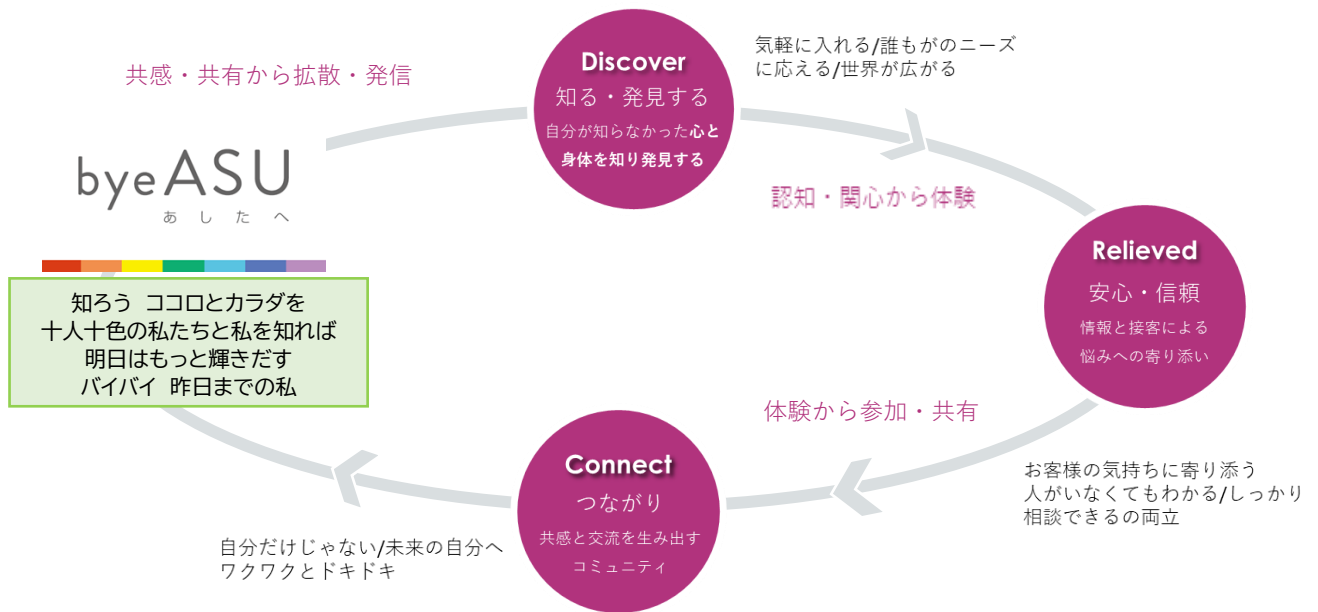 共感・共有から拡散・発信
byeASU
あしたへ
知ろう ココロとカラダを
十人十色の私たちと私を知れば
明日はもっと輝きだす
バイバイ 昨日までの私
Discover
知る・発見する
自分が知らなかった心と
身体を知り発見する
気軽に入れる/誰もがのニーズ
に応える/世界が広がる
認知・関心から体験
Relieved
安心・信頼
情報と接客による
悩みへの寄り添い
体験から参加・共有
お客様の気持ちに寄り添う
人がいなくてもわかる/しっかり
相談できるの両立
Connect
つながり
共感と交流を生み出す
コミュニティ
自分だけじゃない/未来の自分へ
ワクワクとドキドキ